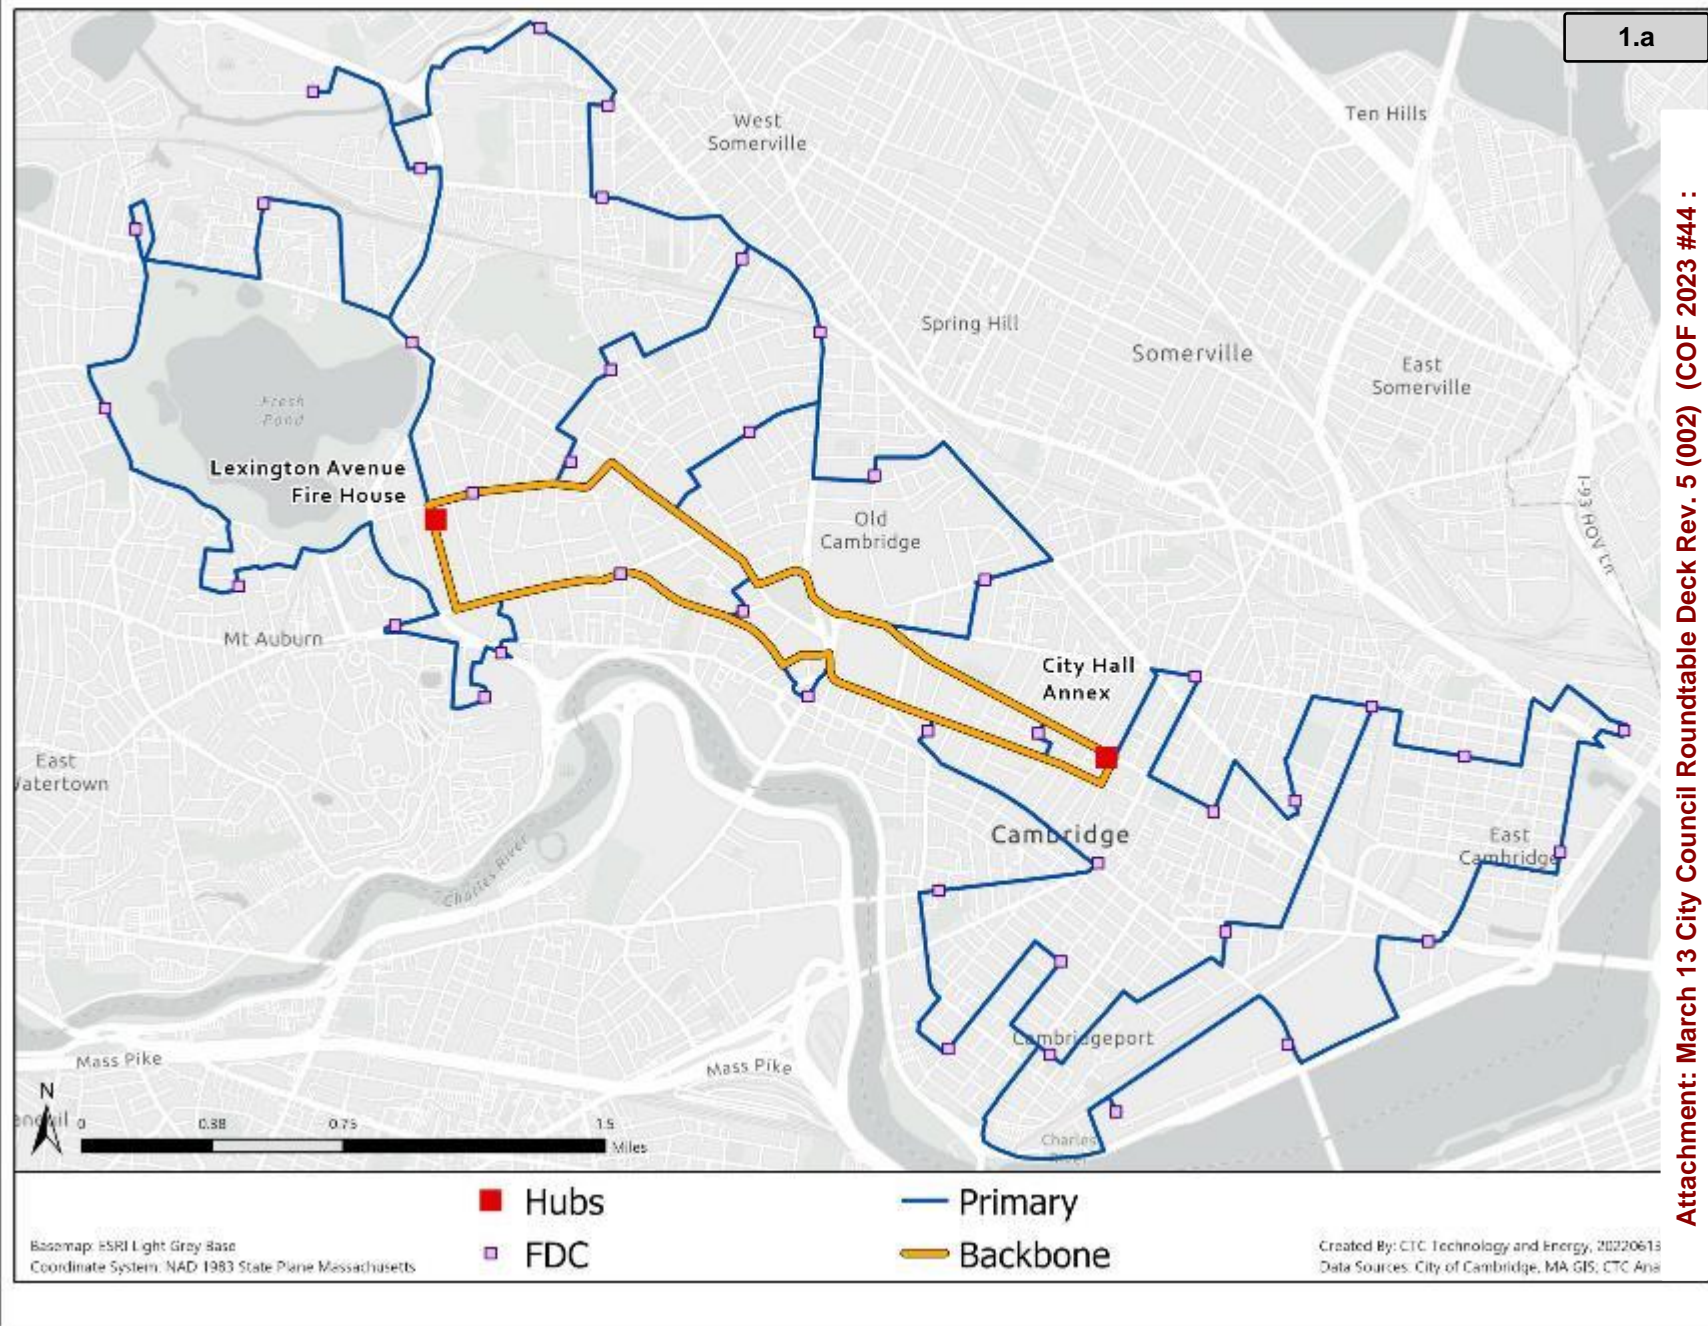 1.a
Ten Hills
West
Somerville
Spring Hill
Somerville
East
Somerville
Fresh
Pond
Lexington Avenue
Fire House
Old
Cambridge
I-93 HOV Ln
Mt Auburn
City Hall
Annex
East
Watertown
Cambridge
East
Cambridge
Charles River
Cambridgeport
Mass Pike
Mass Pike
N
0 0.38 0.75 1.5
Miles
Charles
River
Hubs
Primary
FDC
Backbone
Basemap: ESRI Light Grey Base
Coordinate System: NAD 1983 State Plane Massachusetts
Created By: CTC Technology and Energy, 20220613
Data Sources: City of Cambridge, MA GIS; CTC Ana
Attachment: March 13 City Council Roundtable Deck Rev. 5 (002) (COF 2023 #44 :